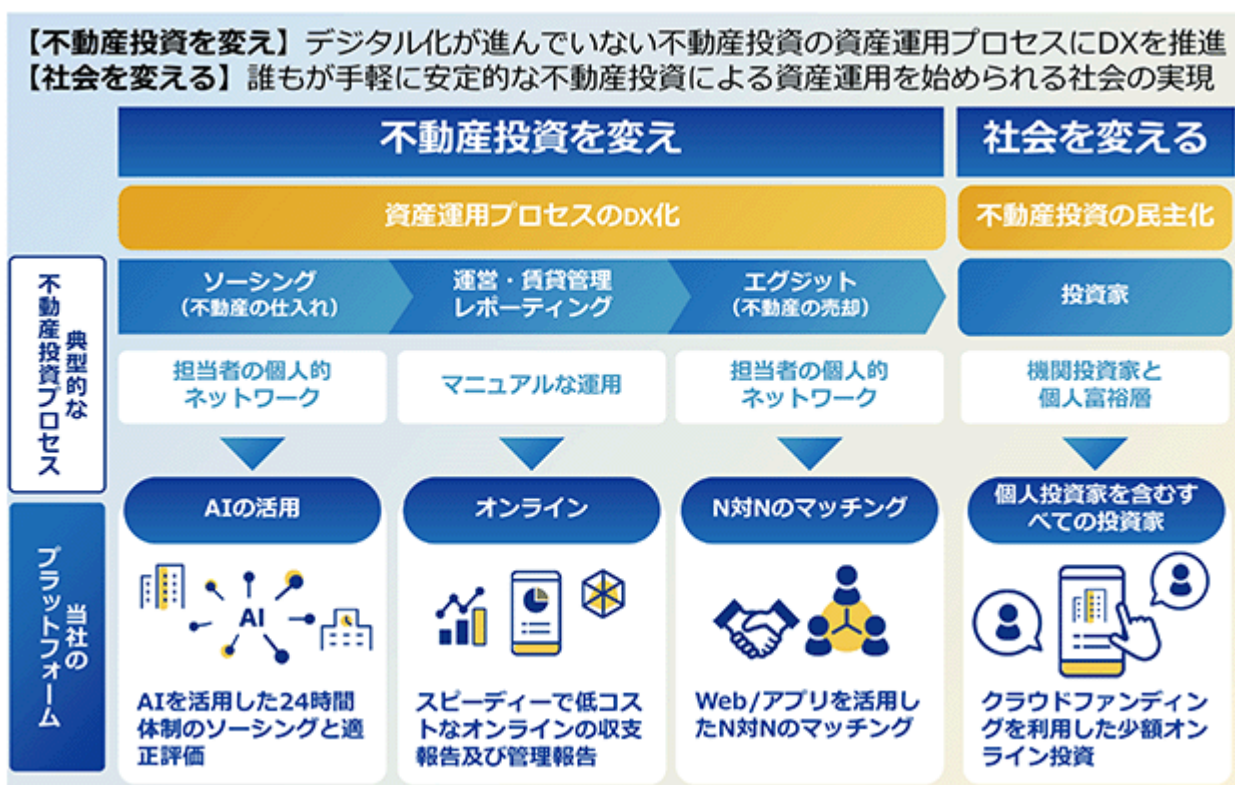 【不動産投資を変え】デジタル化が進んでいない不動産投資の資産運用プロセスにDXを推進
【社会を変える】誰もが手軽に安定的な不動産投資による資産運用を始められる社会の実現
不動産投資を変え
社会を変える
資産運用プロセスのDX化
不動産投資の民主化
典型的な
不動産投資プロセス
ソーシング
（不動産の仕入れ）
運営・賃貸管理
レポーティング
エグジット
（不動産の売却）
投資家
担当者の個人的
ネットワーク
マニュアルな運用
担当者の個人的
ネットワーク
機関投資家と
個人富裕層
当社の
プラットフォーム
AIの活用
オンライン
N対Nのマッチング
個人投資家を含むす
べての投資家
AI
AIを活用した24時間
体制のソーシングと適
正評価
スピーディーで低コス
トなオンラインの収支
報告及び管理報告
Web/アプリを活用し
たN対Nのマッチング
クラウドファンディン
グを利用した少額オン
ライン投資